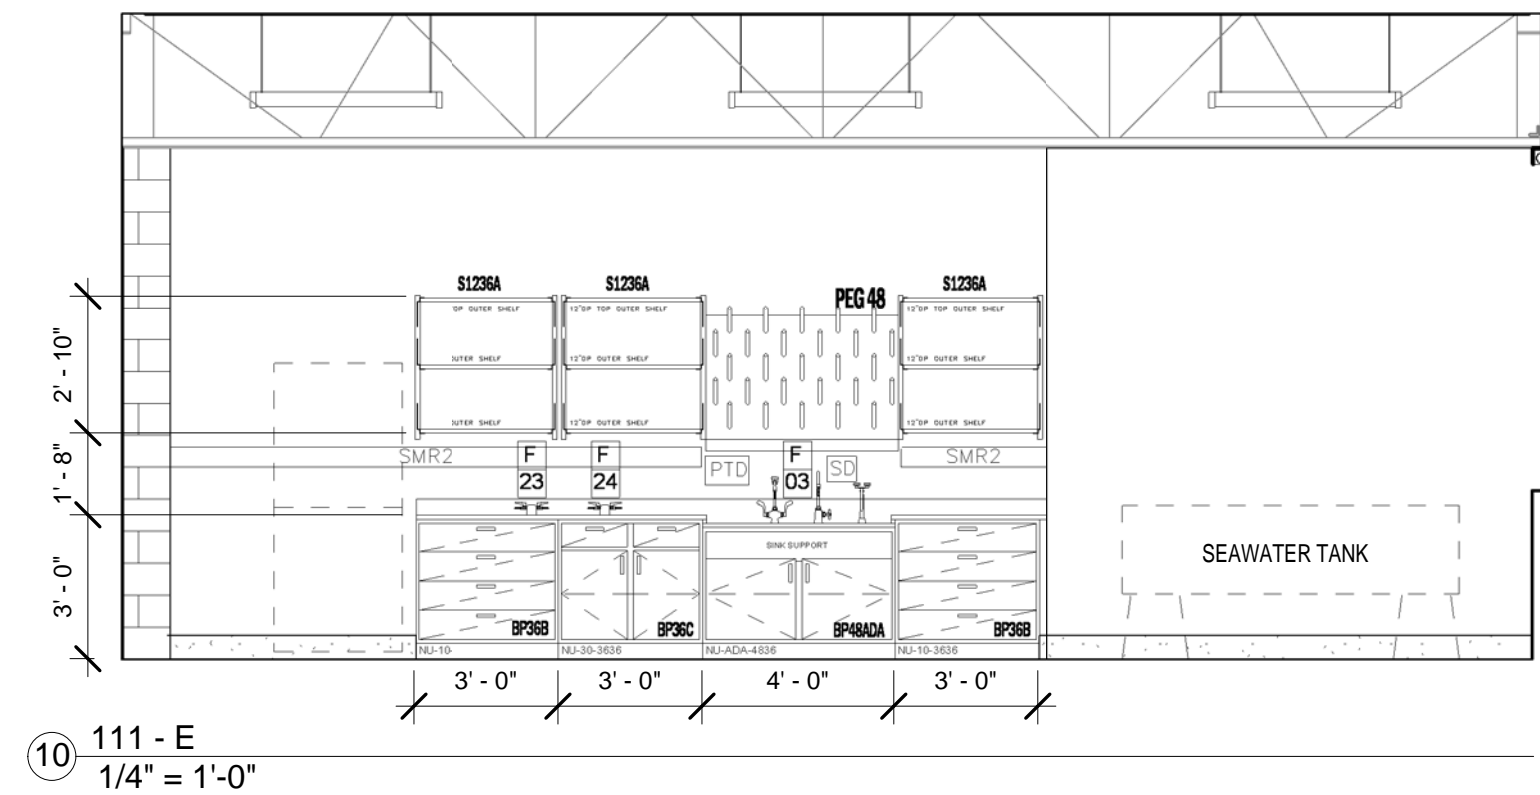 S1236A
S1236A
S1236A
PEG 48
OP OUTER SHELF
12"DP TOP OUTER SHELF
12"DP TOP OUTER SHELF
OUTER SHELF
12"DP OUTER SHELF
12"DP OUTER SHELF
OUTER SHELF
12"DP OUTER SHELF
12"DP OUTER SHELF
2' - 10"
1' - 8"
3' - 0"
SMR2
F
23
F
24
PTD
F
03
SD
SMR2
SINK SUPPORT
SEAWATER TANK
BP36B
BP36C
BP48ADA
BP36B
NU-10-
NU-30-3636
NU-ADA-4836
NU-10-3636
3' - 0"
3' - 0"
4' - 0"
3' - 0"
10
111 - E
1/4" = 1'-0"